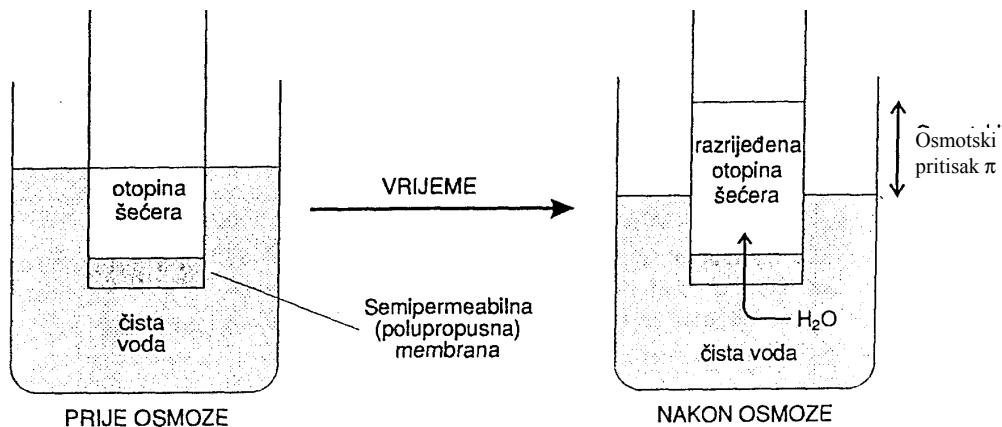 otopina
šećera
čista
voda
Semipermeabilna
(polupropusna)
membrana
PRIJE OSMOZE
VRIJEME
razrijeđena
otopina
šećera
H₂O
čista voda
NAKON OSMOZE
Osmotski
pritisak π